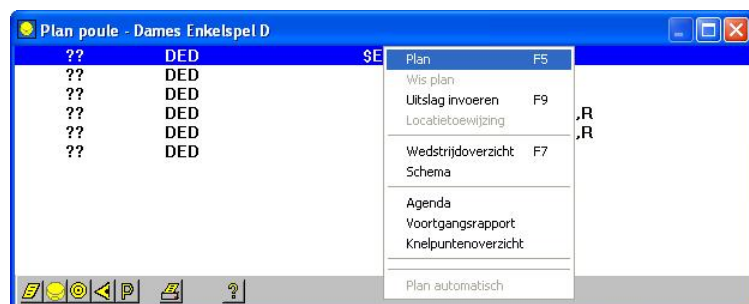 Plan poule - Dames Enkelspel D
?? DED $E
?? DED
?? DED
?? DED ,R
?? DED ,R
?? DED
Plan F5
Wis plan
Uitslag invoeren F9
Locatietoewijzing
Wedstrijdoverzicht F7
Schema
Agenda
Voortgangsrapport
Knelpuntenoverzicht
Plan automatisch
P ?